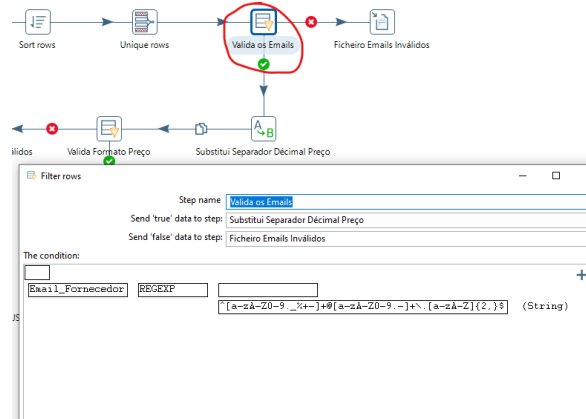 Sort rows
Unique rows
Valida os Emails
Ficheiro Emails Inválidos
álidos
Valida Formato Preço
Substitui Separador Décimal Preço
Filter rows
Step name
Valida os Emails
Send 'true' data to step:
Substitui Separador Décimal Preço
Send 'false' data to step:
Ficheiro Emails Inválidos
The condition:
Email_Fornecedor REGEXP
^[a-zA-Z0-9._%+-]+@[a-zA-Z0-9.-]+\.[a-zA-Z]{2,}$ (String)